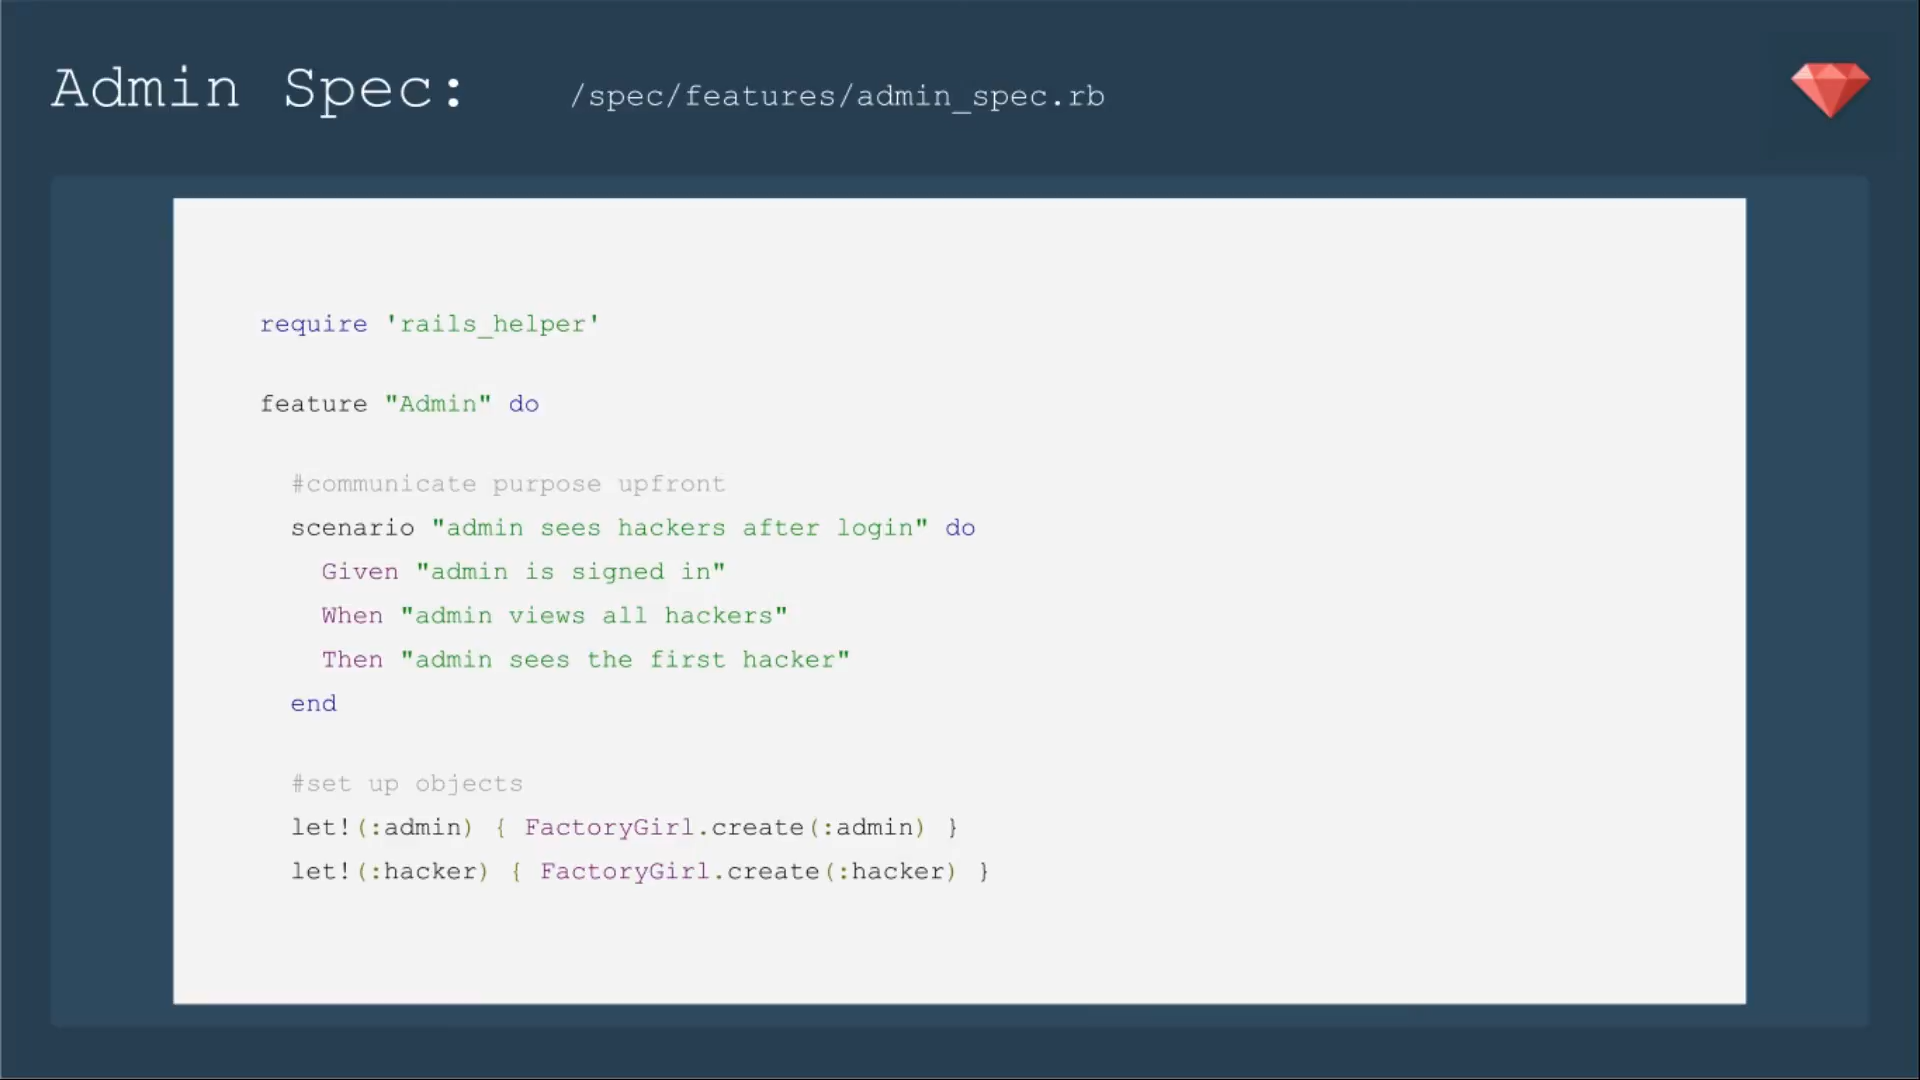 Admin Spec: /spec/features/admin_spec.rb
require 'rails_helper'
feature "Admin" do
#communicate purpose upfront
scenario "admin sees hackers after login" do
Given "admin is signed in"
When "admin views all hackers"
Then "admin sees the first hacker"
end
#set up objects
let!(:admin) { FactoryGirl.create(:admin) }
let!(:hacker) { FactoryGirl.create(:hacker) }